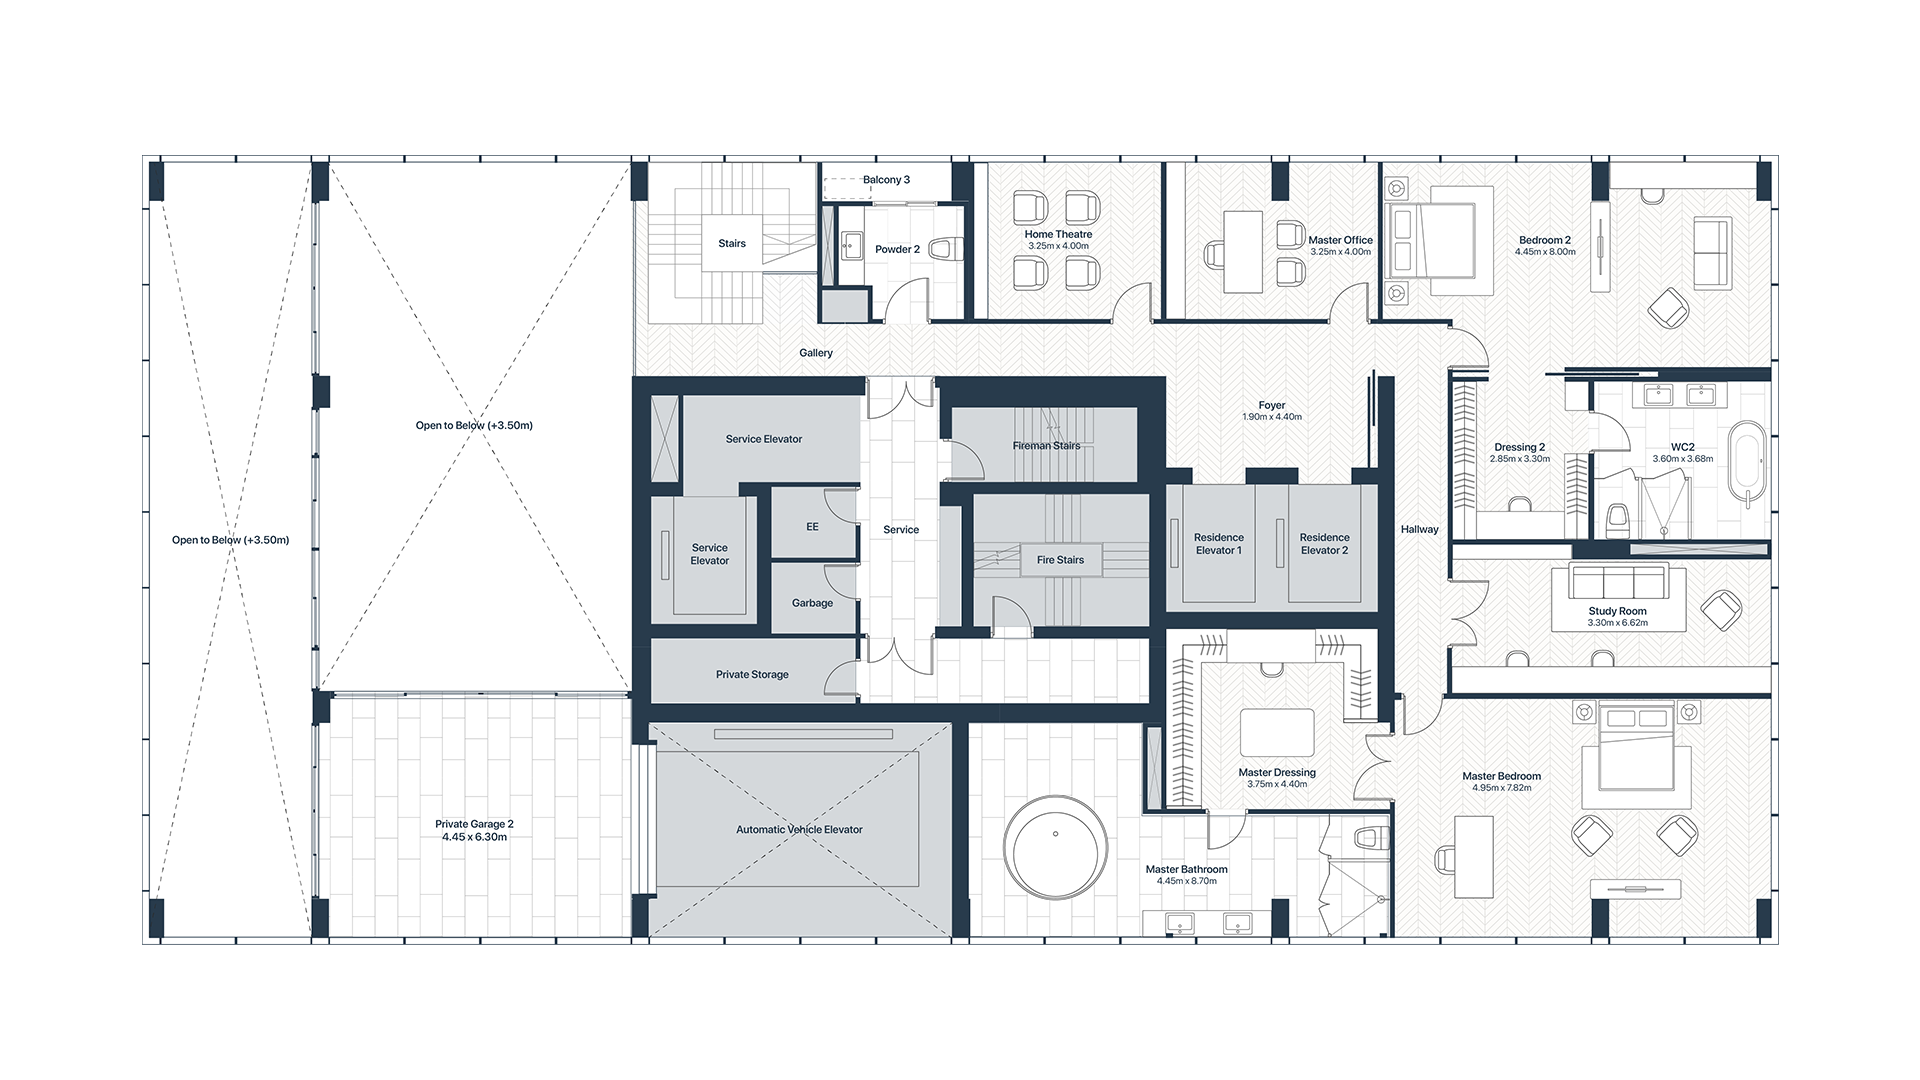 Balcony 3
Stairs
Powder 2
Home Theatre
3.25m x 4.00m
Master Office
3.25m x 4.00m
Bedroom 2
4.45m x 8.00m
Gallery
Foyer
1.90m x 4.40m
Open to Below (+3.50m)
Service Elevator
Fireman Stairs
Dressing 2
2.85m x 3.30m
WC2
3.60m x 3.68m
Open to Below (+3.50m)
EE
Service
Hallway
Service
Elevator
Fire Stairs
Residence
Elevator 1
Residence
Elevator 2
Garbage
Study Room
3.30m x 6.62m
Private Storage
Master Dressing
3.75m x 4.40m
Master Bedroom
4.95m x 7.82m
Private Garage 2
4.45 x 6.30m
Automatic Vehicle Elevator
Master Bathroom
4.45m x 8.70m